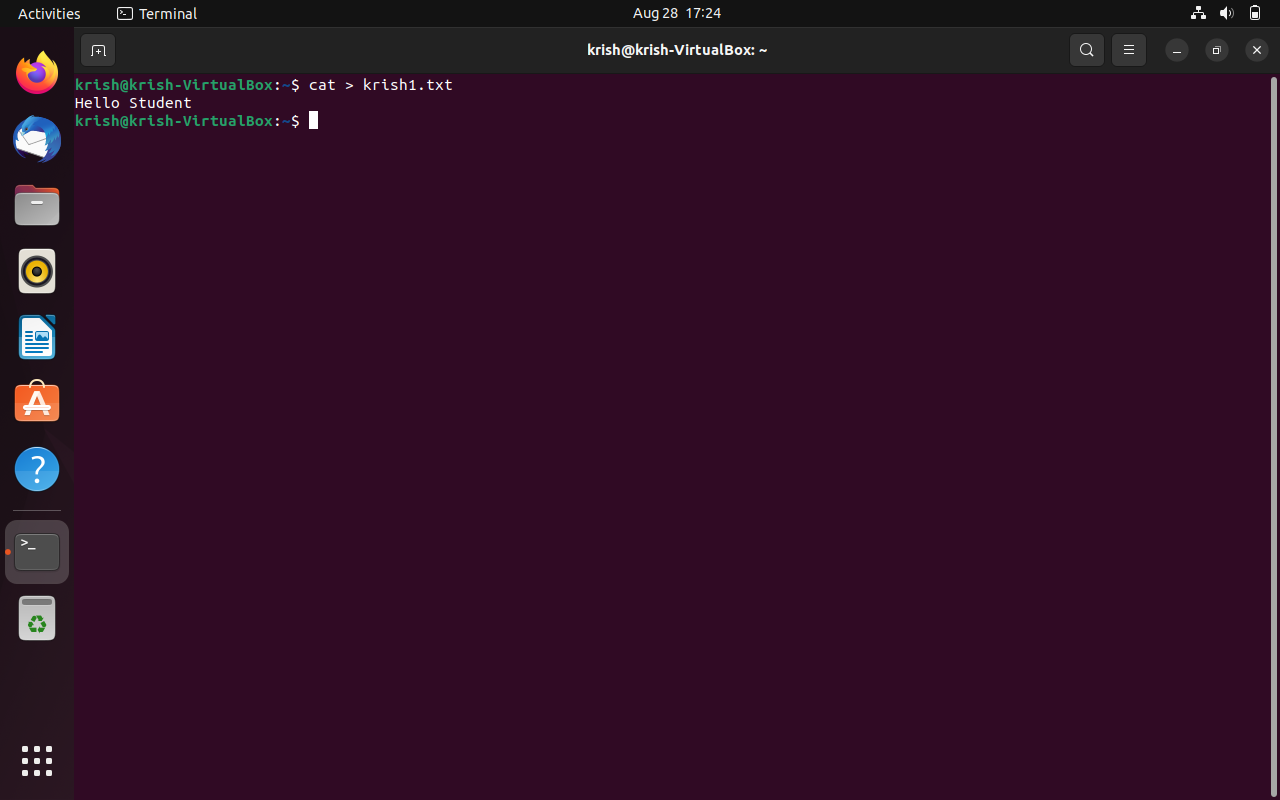 Activities Terminal Aug 28 17:24
krish@krish-VirtualBox: ~
krish@krish-VirtualBox:~$ cat > krish1.txt
Hello Student
krish@krish-VirtualBox:~$